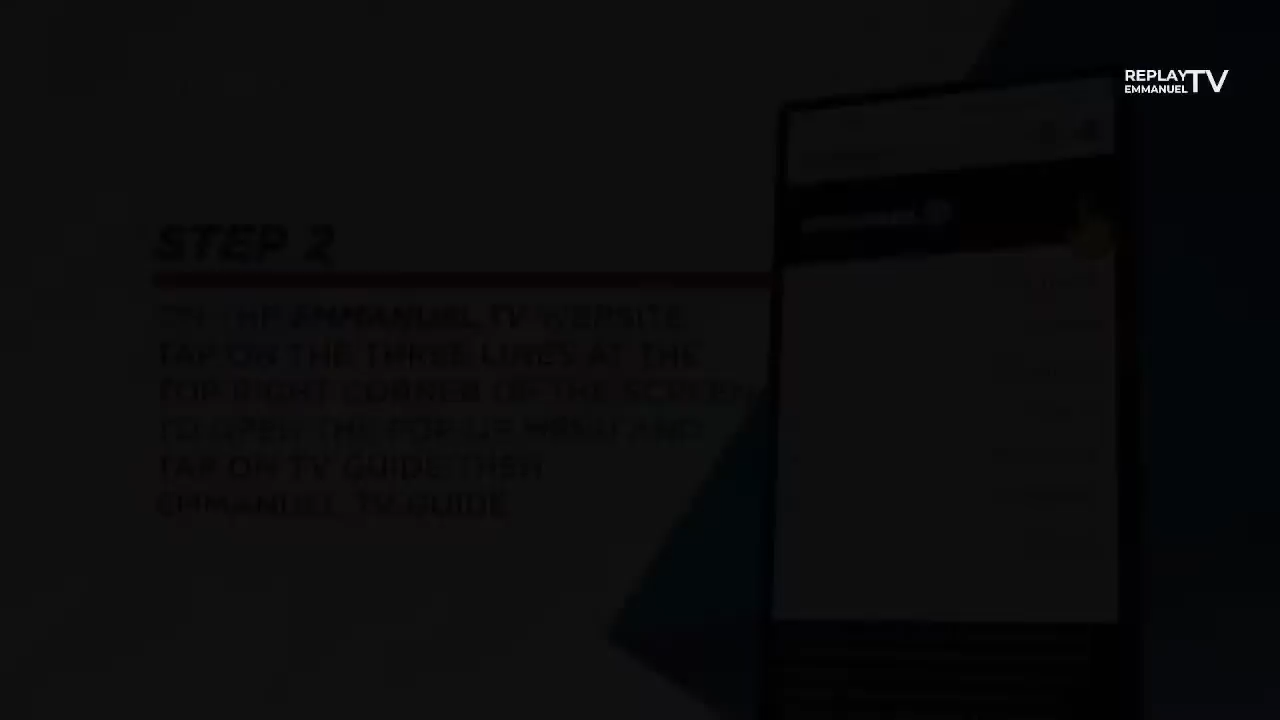 REPLAY
EMMANUEL TV
STEP 2
ON THE EMMANUEL TV WEBSITE
TAP ON THE THREE LINES AT THE
TOP RIGHT CORNER OF THE SCREEN
TO OPEN THE POP UP MENU AND
TAP ON TV GUIDE THEN
EMMANUEL TV GUIDE